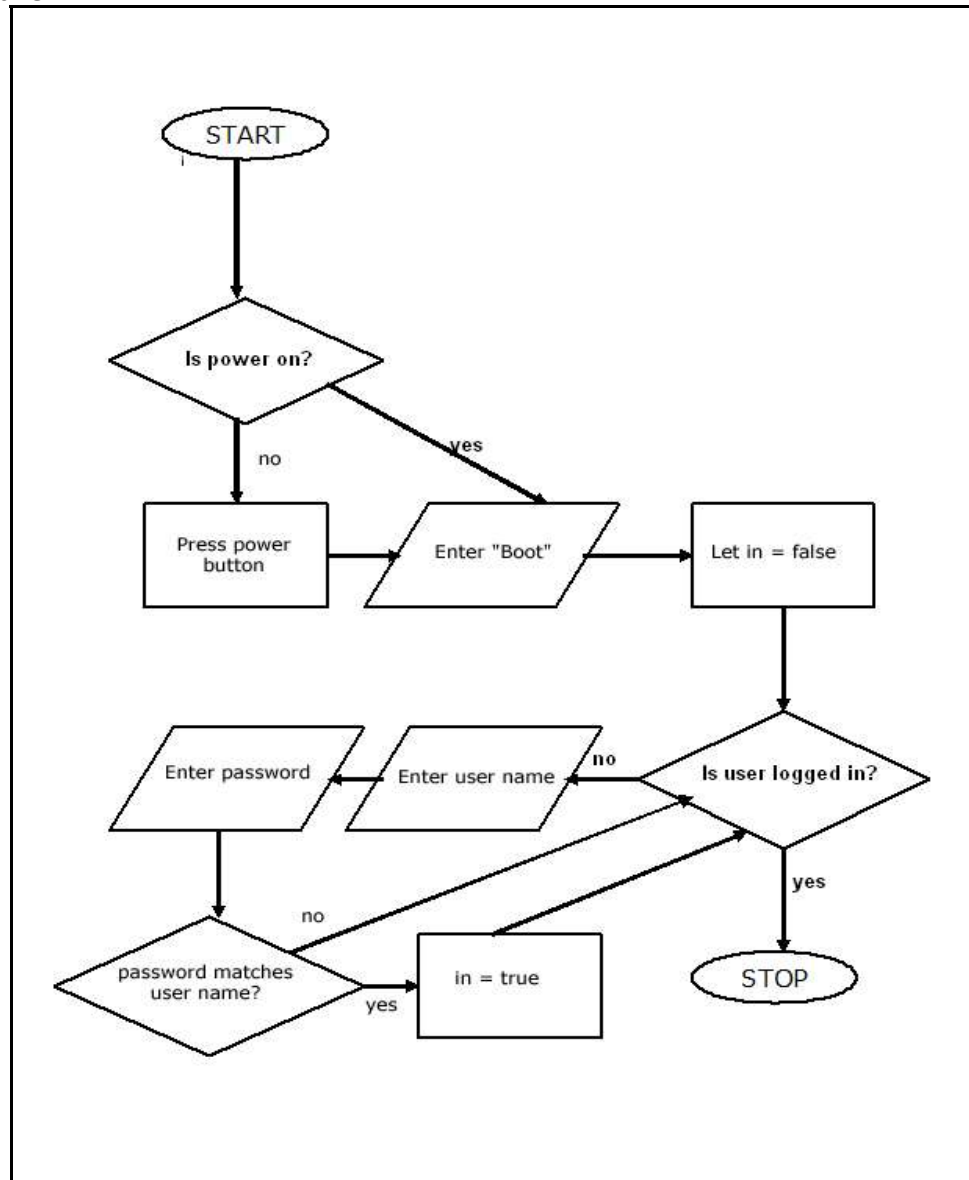 START
Is power on?
yes
no
Press power
button
Enter "Boot"
Let in = false
Enter password
Enter user name
no
Is user logged in?
yes
no
password matches
user name?
yes
in = true
STOP